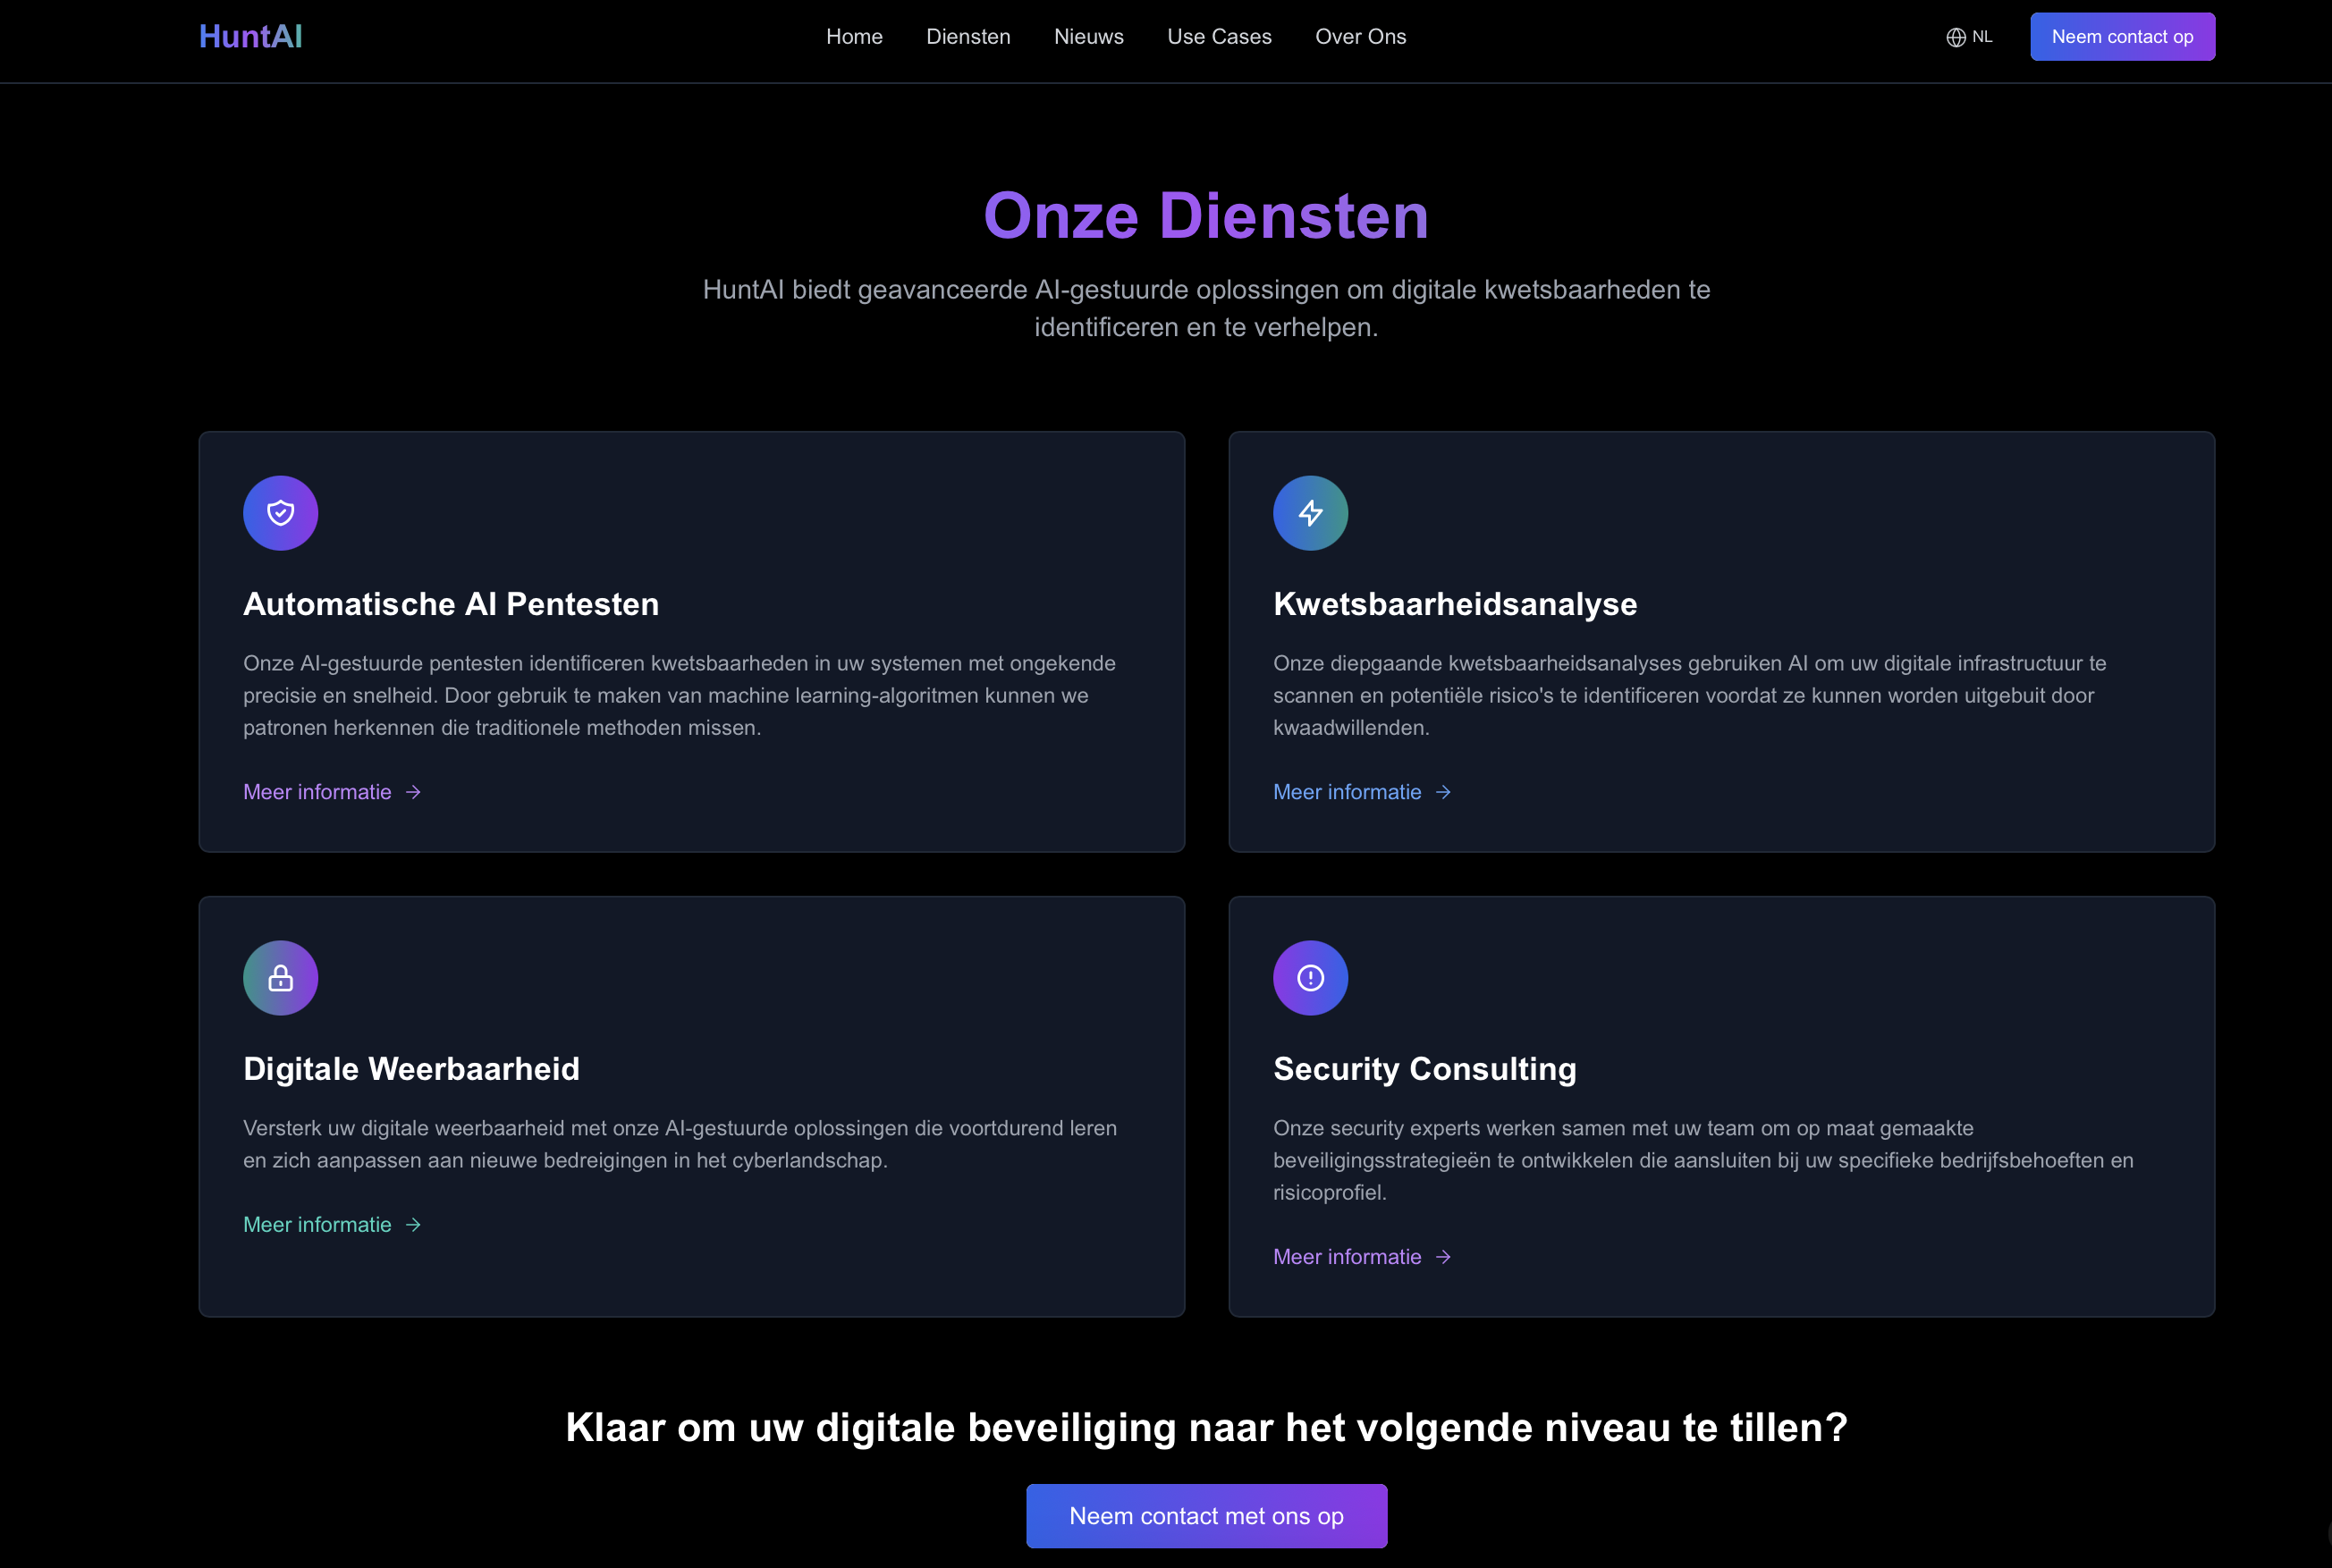 HuntAI
Home
Diensten
Nieuws
Use Cases
Over Ons
NL
Neem contact op
Onze Diensten
HuntAI biedt geavanceerde AI-gestuurde oplossingen om digitale kwetsbaarheden te
identificeren en te verhelpen.
Automatische AI Pentesten
Onze AI-gestuurde pentesten identificeren kwetsbaarheden in uw systemen met ongekende
precisie en snelheid. Door gebruik te maken van machine learning-algoritmen kunnen we
patronen herkennen die traditionele methoden missen.
Meer informatie
Kwetsbaarheidsanalyse
Onze diepgaande kwetsbaarheidsanalyses gebruiken AI om uw digitale infrastructuur te
scannen en potentiële risico's te identificeren voordat ze kunnen worden uitgebuit door
kwaadwillenden.
Meer informatie
Digitale Weerbaarheid
Versterk uw digitale weerbaarheid met onze AI-gestuurde oplossingen die voortdurend leren
en zich aanpassen aan nieuwe bedreigingen in het cyberlandschap.
Meer informatie
Security Consulting
Onze security experts werken samen met uw team om op maat gemaakte
beveiligingsstrategieën te ontwikkelen die aansluiten bij uw specifieke bedrijfsbehoeften en
risicoprofiel.
Meer informatie
Klaar om uw digitale beveiliging naar het volgende niveau te tillen?
Neem contact met ons op